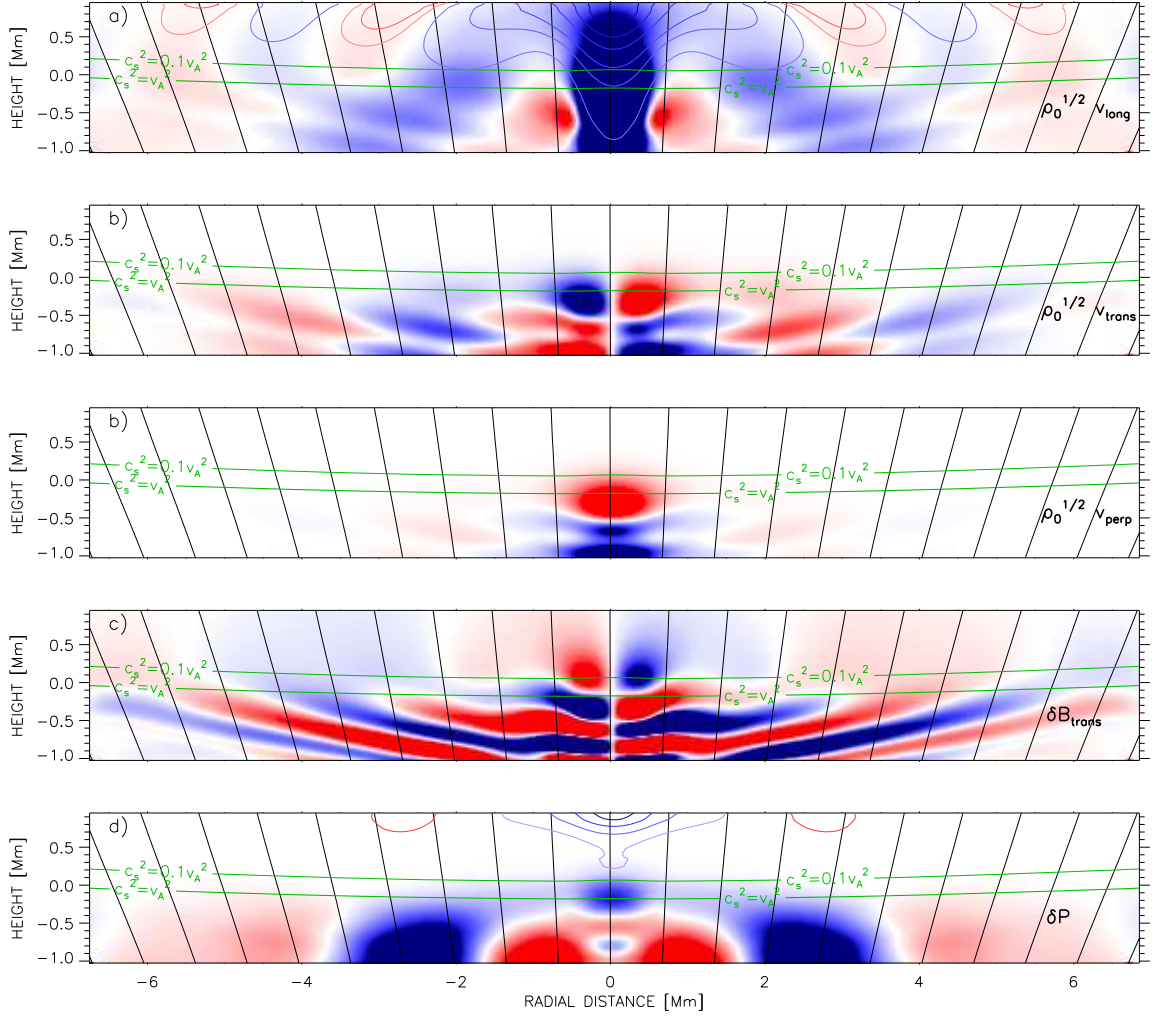 a)
c_s^2=0.1v_A^2
c_s^2=v_A^2
c_s^2=0.1v_A^2
c_s^2=v_A
ρ_0^1/2 v_long
HEIGHT [Mm]
0.5
0.0
−0.5
−1.0
b)
c_s^2=0.1v_A^2
c_s^2=v_A^2
c_s^2=0.1v_A^2
c_s^2=v_A
ρ_0^1/2 v_trans
HEIGHT [Mm]
0.5
0.0
−0.5
−1.0
b)
c_s^2=0.1v_A^2
c_s^2=v_A^2
c_s^2=0.1v_A^2
c_s^2=v_A
ρ_0^1/2 v_perp
HEIGHT [Mm]
0.5
0.0
−0.5
−1.0
c)
c_s^2=0.1v_A^2
c_s^2=v_A^2
c_s^2=0.1v_A^2
c_s^2=v_A
δB_trans
HEIGHT [Mm]
0.5
0.0
−0.5
−1.0
d)
c_s^2=0.1v_A^2
c_s^2=v_A^2
c_s^2=0.1v_A^2
c_s^2=v_A
δP
HEIGHT [Mm]
0.5
0.0
−0.5
−1.0
−6 −4 −2 0 2 4 6
RADIAL DISTANCE [Mm]